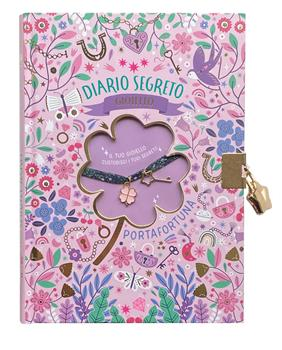 DIARIO SEGRETO
GIOIELLO
IL TUO GIOIELLO
CUSTODISCI I TUOI SEGRETI
PORTAFORTUNA